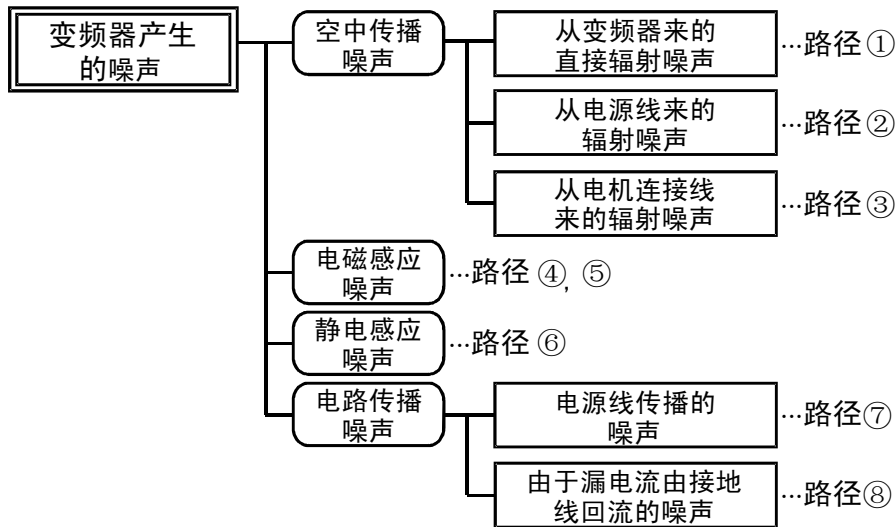 变频器产生
的噪声
空中传播
噪声
从变频器来的
直接辐射噪声
···路径①
从电源线来的
辐射噪声
···路径②
从电机连接线
来的辐射噪声
···路径③
电磁感应
噪声
···路径④, ⑤
静电感应
噪声
···路径⑥
电路传播
噪声
电源线传播的
噪声
···路径⑦
由于漏电流由接地
线回流的噪声
···路径⑧